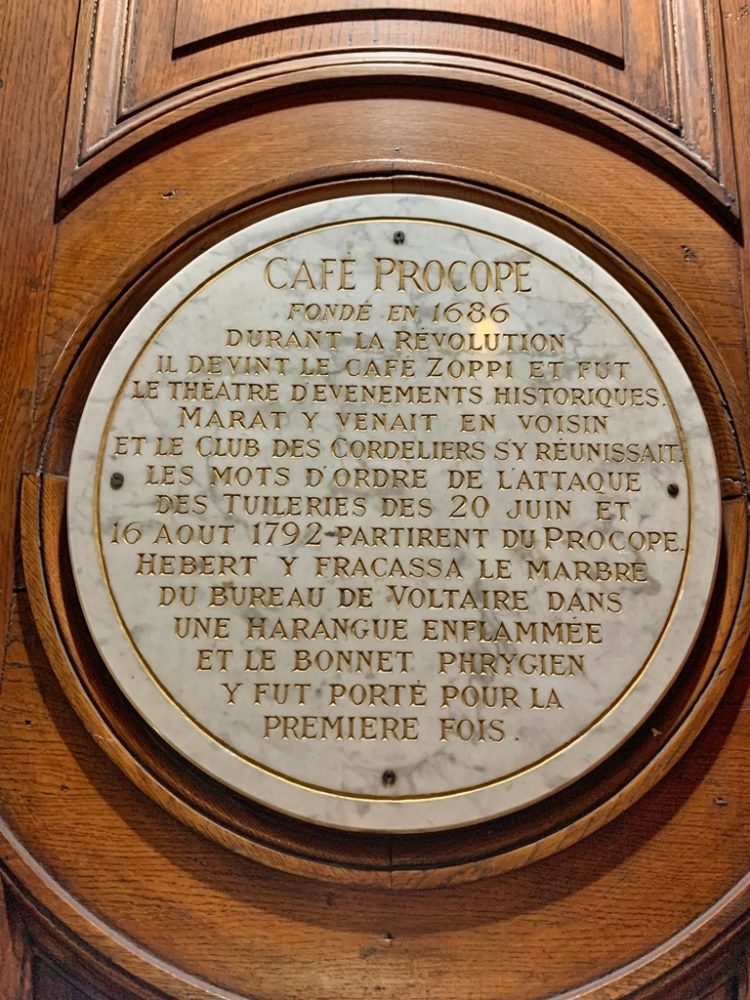 CAFÉ PROCOPE
FONDÉ EN 1686
DURANT LA RÉVOLUTION
IL DEVINT LE CAFÉ ZOPPI ET FUT
LE THÉATRE D'EVENEMENTS HISTORIQUES.
MARAT Y VENAIT EN VOISIN
ET LE CLUB DES CORDELIERS S'Y RÉUNISSAIT.
LES MOTS D'ORDRE DE L'ATTAQUE
DES TUILERIES DES 20 JUIN ET
16 AOUT 1792-PARTIRENT DU PROCOPE.
HEBERT Y FRACASSA LE MARBRE
DU BUREAU DE VOLTAIRE DANS
UNE HARANGUE ENFLAMMÉE
ET LE BONNET PHRYGIEN
Y FUT PORTÉ POUR LA
PREMIERE FOIS.